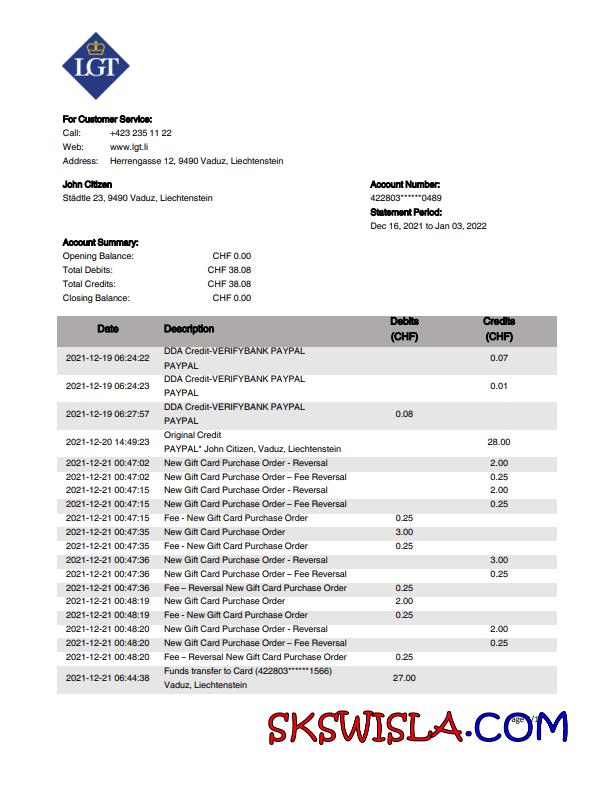 LGT
For Customer Service:
Call: +423 235 11 22
Web: www.lgt.li
Address: Herrengasse 12, 9490 Vaduz, Liechtenstein
John Citizen Account Number:
Städtle 23, 9490 Vaduz, Liechtenstein 422803******0489
Statement Period:
Dec 16, 2021 to Jan 03, 2022
Account Summary:
Opening Balance: CHF 0.00
Total Debits: CHF 38.08
Total Credits: CHF 38.08
Closing Balance: CHF 0.00
Date Description Debits (CHF) Credits (CHF)
2021-12-19 06:24:22 DDA Credit-VERIFYBANK PAYPAL 0.07
PAYPAL
2021-12-19 06:24:23 DDA Credit-VERIFYBANK PAYPAL 0.01
PAYPAL
2021-12-19 06:27:57 DDA Credit-VERIFYBANK PAYPAL 0.08
PAYPAL
2021-12-20 14:49:23 Original Credit 28.00
PAYPAL* John Citizen, Vaduz, Liechtenstein
2021-12-21 00:47:02 New Gift Card Purchase Order - Reversal 2.00
2021-12-21 00:47:02 New Gift Card Purchase Order – Fee Reversal 0.25
2021-12-21 00:47:15 New Gift Card Purchase Order - Reversal 2.00
2021-12-21 00:47:15 New Gift Card Purchase Order – Fee Reversal 0.25
2021-12-21 00:47:15 Fee - New Gift Card Purchase Order 0.25
2021-12-21 00:47:35 New Gift Card Purchase Order 3.00
2021-12-21 00:47:35 Fee - New Gift Card Purchase Order 0.25
2021-12-21 00:47:36 New Gift Card Purchase Order - Reversal 3.00
2021-12-21 00:47:36 New Gift Card Purchase Order – Fee Reversal 0.25
2021-12-21 00:47:36 Fee – Reversal New Gift Card Purchase Order 0.25
2021-12-21 00:48:19 New Gift Card Purchase Order 2.00
2021-12-21 00:48:19 Fee - New Gift Card Purchase Order 0.25
2021-12-21 00:48:20 New Gift Card Purchase Order - Reversal 2.00
2021-12-21 00:48:20 New Gift Card Purchase Order – Fee Reversal 0.25
2021-12-21 00:48:20 Fee – Reversal New Gift Card Purchase Order 0.25
2021-12-21 06:44:38 Funds transfer to Card (422803******1566) 27.00
Vaduz, Liechtenstein
SKSWISLA.COM